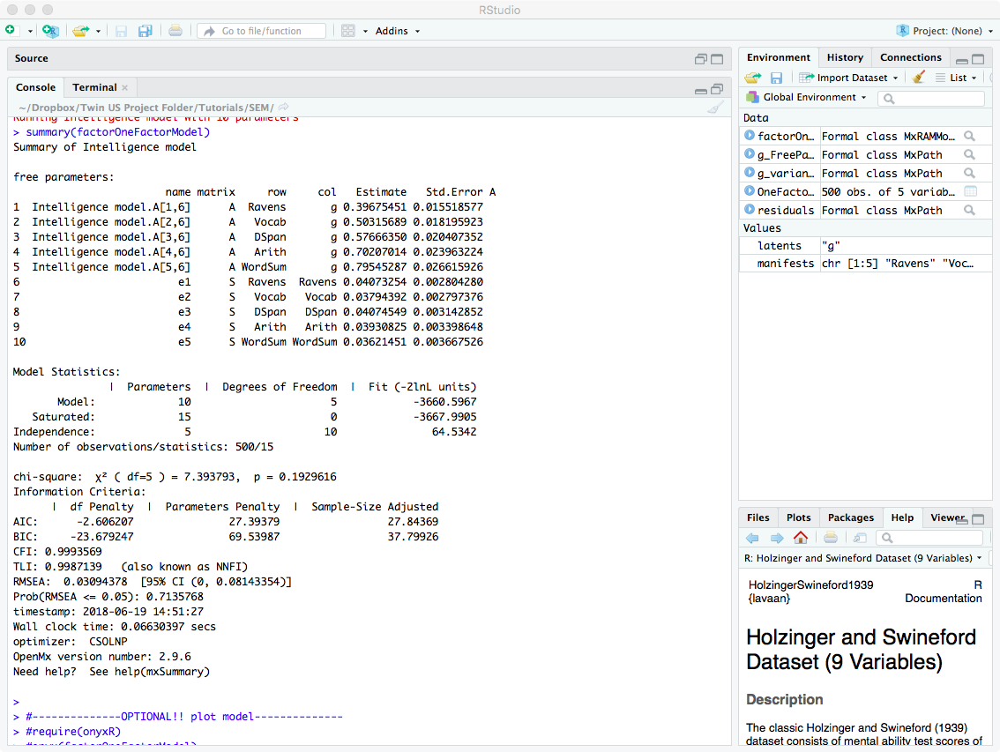 RStudio
Go to file/function
Addins
Project: (None)
Source
Console Terminal
~/Dropbox/Twin US Project Folder/Tutorials/SEM/
Running Intelligence model with 10 parameters
> summary(factorOneFactorModel)
Summary of Intelligence model
free parameters:
name matrix row col Estimate Std.Error A
1 Intelligence model.A[1,6] A Ravens g 0.39675451 0.015518577
2 Intelligence model.A[2,6] A Vocab g 0.50315689 0.018195923
3 Intelligence model.A[3,6] A DSpan g 0.57666350 0.020407352
4 Intelligence model.A[4,6] A Arith g 0.70207014 0.023963224
5 Intelligence model.A[5,6] A WordSum g 0.79545287 0.026615926
6 e1 S Ravens Ravens 0.04073254 0.002804280
7 e2 S Vocab Vocab 0.03794392 0.002797376
8 e3 S DSpan DSpan 0.04074549 0.003142852
9 e4 S Arith Arith 0.03930825 0.003398648
10 e5 S WordSum WordSum 0.03621451 0.003667526
Model Statistics:
| Parameters | Degrees of Freedom | Fit (-2lnL units)
Model: 10 5 -3660.5967
Saturated: 15 0 -3667.9905
Independence: 5 10 64.5342
Number of observations/statistics: 500/15
chi-square: χ² ( df=5 ) = 7.393793, p = 0.1929616
Information Criteria:
| df Penalty | Parameters Penalty | Sample-Size Adjusted
AIC: -2.606207 27.39379 27.84369
BIC: -23.679247 69.53987 37.79926
CFI: 0.9993569
TLI: 0.9987139 (also known as NNFI)
RMSEA: 0.03094378 [95% CI (0, 0.08143354)]
Prob(RMSEA <= 0.05): 0.7135768
timestamp: 2018-06-19 14:51:27
Wall clock time: 0.06630397 secs
optimizer: CSOLNP
OpenMx version number: 2.9.6
Need help? See help(mxSummary)
>
> #--------------OPTIONAL!! plot model--------------
> #require(onyxR)
> #onyx(factorOneFactorModel)
Environment History Connections
Import Dataset List
Global Environment
Data
factorOn… Formal class MxRAMMo…
g_FreePa… Formal class MxPath
g_varian… Formal class MxPath
OneFacto… 500 obs. of 5 variab…
residuals Formal class MxPath
Values
latents "g"
manifests chr [1:5] "Ravens" "Voc…
Files Plots Packages Help Viewer
R: Holzinger and Swineford Dataset (9 Variables)
HolzingerSwineford1939 {lavaan}
R Documentation
Holzinger and Swineford
Dataset (9 Variables)
Description
The classic Holzinger and Swineford (1939)
dataset consists of mental ability test scores of